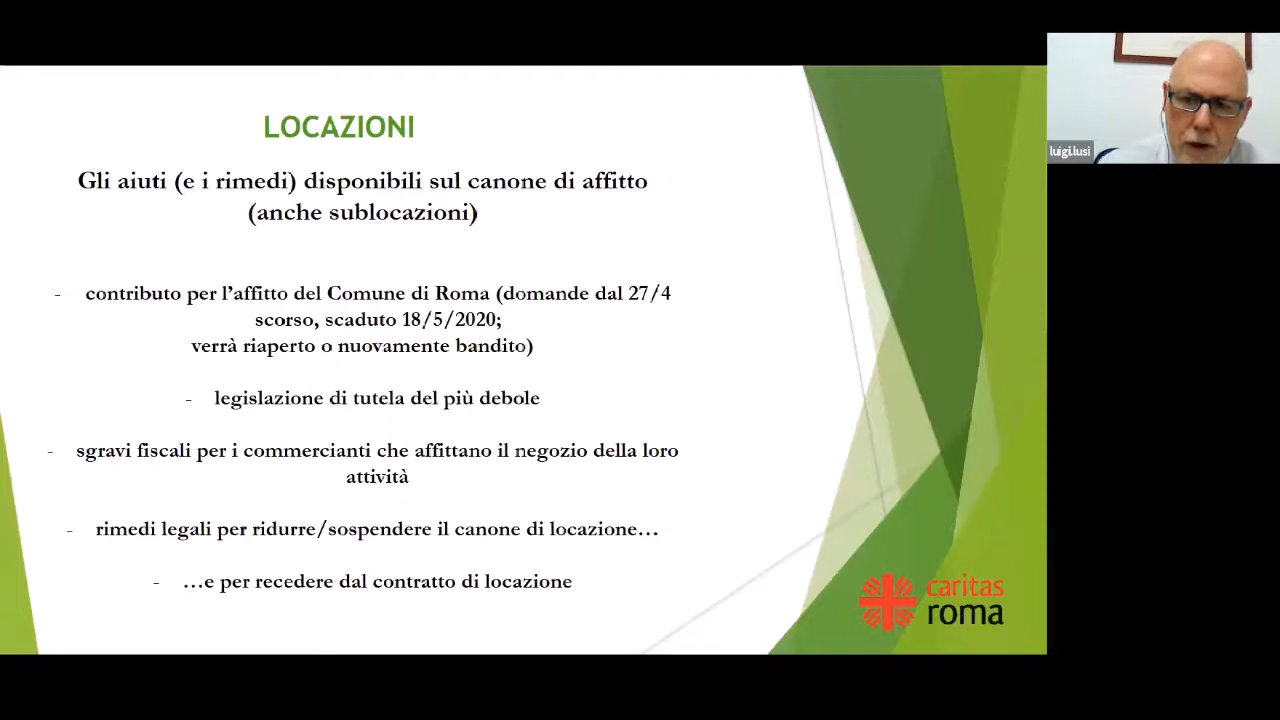 LOCAZIONI
Gli aiuti (e i rimedi) disponibili sul canone di affitto
(anche sublocazioni)
- contributo per l’affitto del Comune di Roma (domande dal 27/4
scorso, scaduto 18/5/2020;
verrà riaperto o nuovamente bandito)
- legislazione di tutela del più debole
- sgravi fiscali per i commercianti che affittano il negozio della loro
attività
- rimedi legali per ridurre/sospendere il canone di locazione…
- …e per recedere dal contratto di locazione
caritas
roma
luigi.lusi